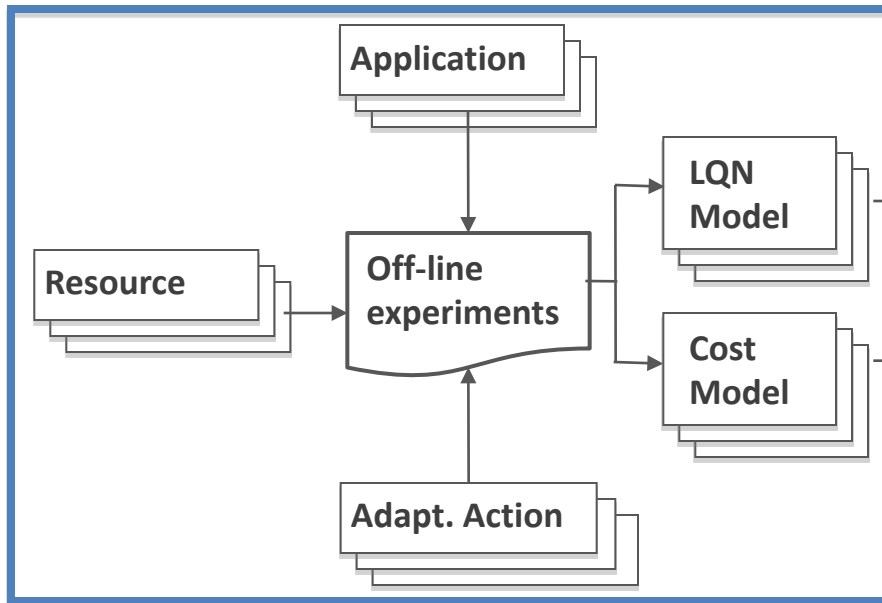 Application
LQN
Model
Resource
Off-line
experiments
Cost
Model
Adapt. Action